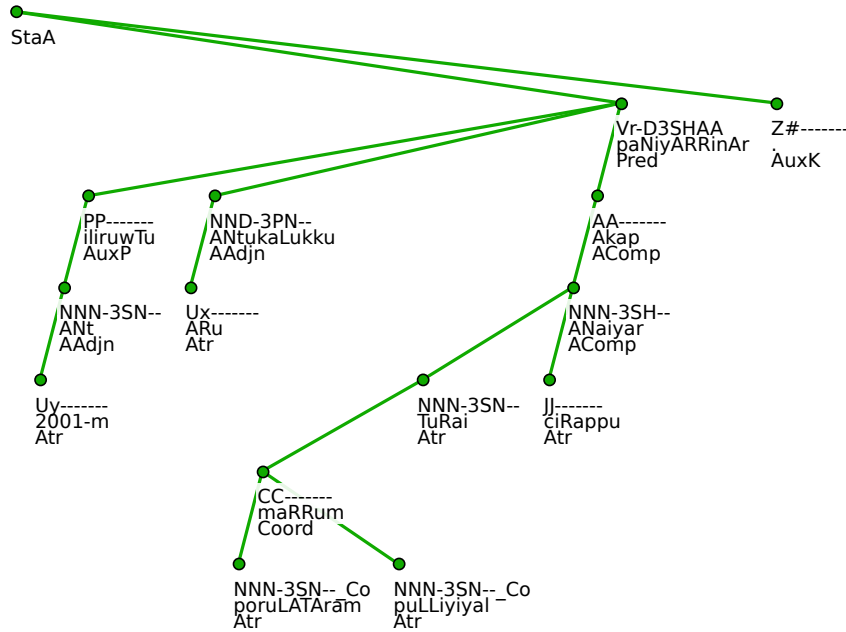 StaA
Vr-D3SHAA
paNiyARRinAr
Pred
Z#-------
.
AuxK
PP-------
iliruwTu
AuxP
NND-3PN--
ANtukaLukku
AAdjn
AA-------
Akap
AComp
NNN-3SN--
ANt
AAdjn
Ux-------
ARu
Atr
NNN-3SH--
ANaiyar
AComp
Uy-------
2001-m
Atr
NNN-3SN--
TuRai
Atr
JJ-------
ciRappu
Atr
CC-------
maRRum
Coord
NNN-3SN--_Co
poruLATAram
Atr
NNN-3SN--_Co
puLLiyiyal
Atr